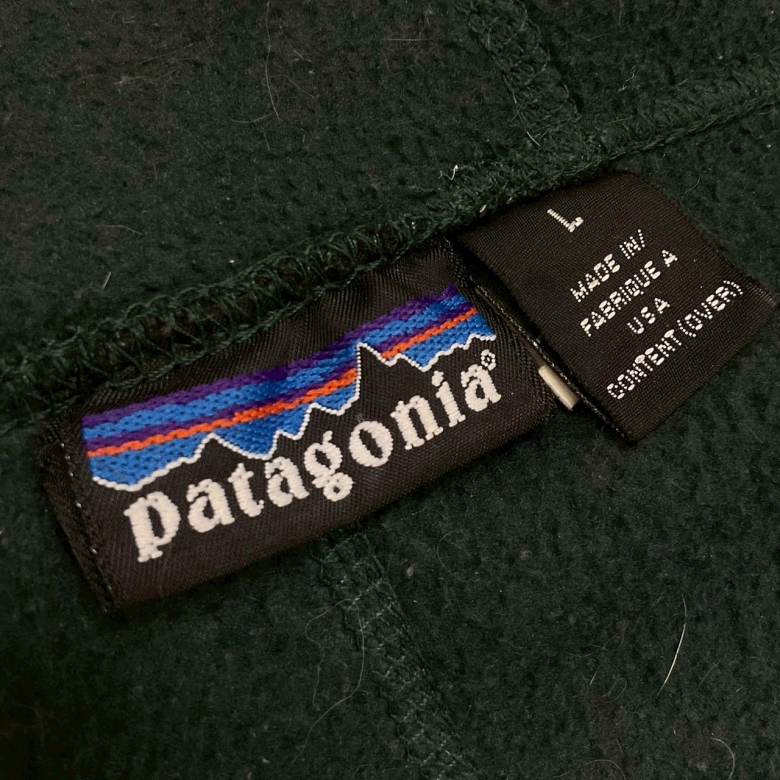 patagonia®
L
MADE IN/
FABRIQUE A
USA
CONTENT (OVER)